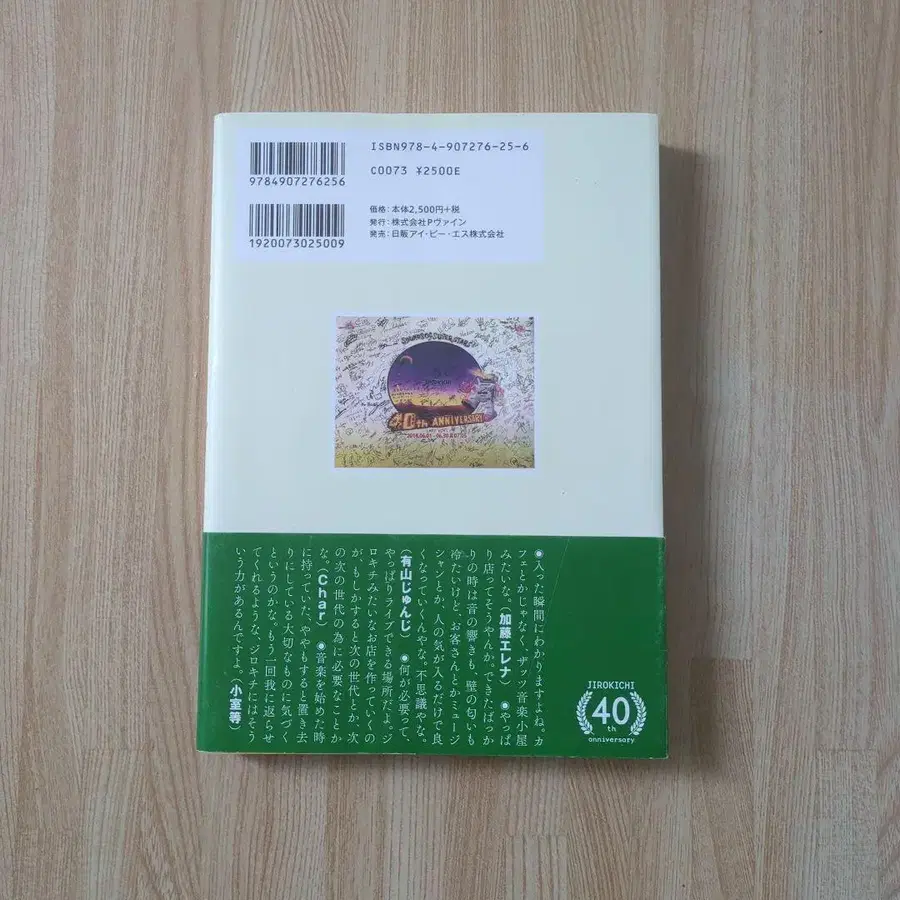 ISBN978-4-907276-25-6
C0073 ¥2500E
9784907276256
価格：本体2,500円＋税
発行：株式会社Pヴァイン
発売：日販アイ・ピー・エス株式会社
1920073025009
40TH ANNIVERSARY
●入った瞬間にわかりますよね。カ
フェとかじゃなく、ザッツ音楽小屋
みたいな。（加藤エレナ）　●やっぱ
り店ってそうやんか。できたばっか
りの時は音の響きも、壁の匂いも
冷たいけど、お客さんとかミュージ
シャンとか、人の気が入るだけで良
くなっていくんやな。不思議やな。
（有山じゅんじ）　●何が必要って、
やっぱりライブできる場所だよ。ジ
ロキチみたいなお店を作っていくの
が、もしかすると次の世代とか、次
の次の世代の為に必要なことか
な。（Char）　●音楽を始めた時
に持っていた、ややもすると置き去
りにしている大切なものに気づく
というのかな。もう一回我に返らせ
てくれるような、ジロキチにはそう
いう力があるんですよ。（小室等）
JIROKICHI
40
th
anniversary